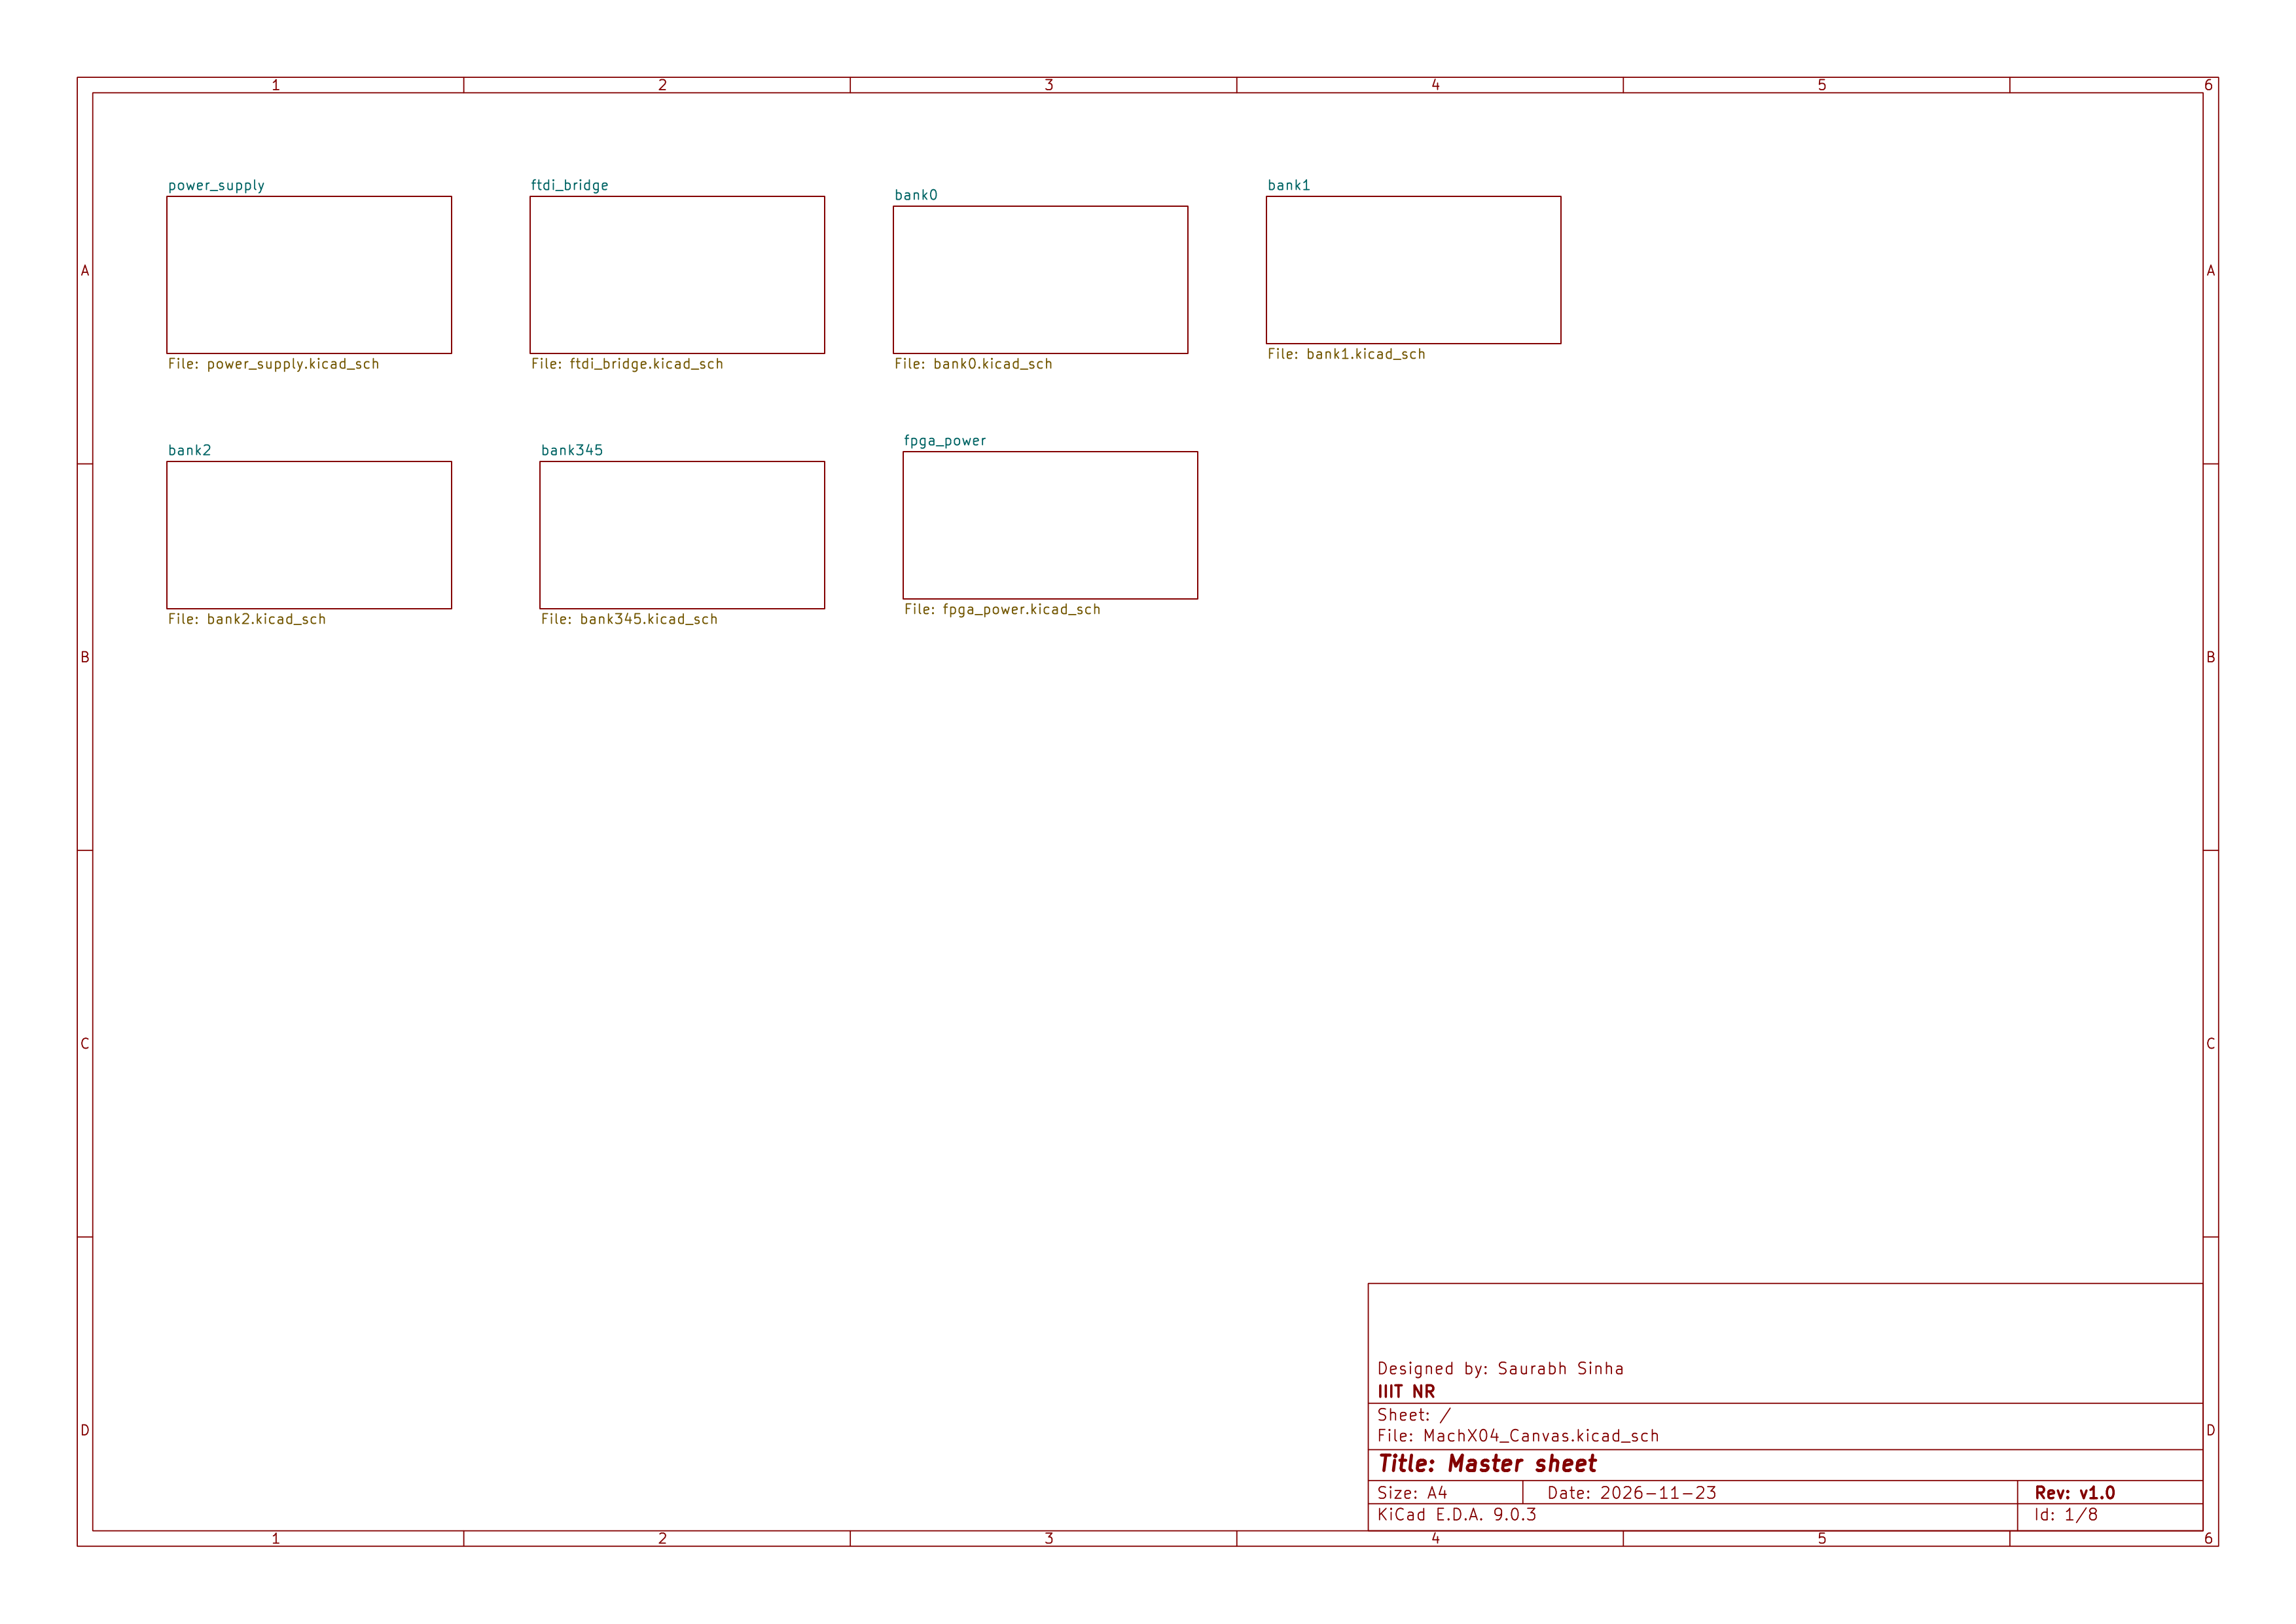 1 2 3 4 5 6
power_supply
ftdi_bridge
bank0
bank1
A A
File: power_supply.kicad_sch
File: ftdi_bridge.kicad_sch
File: bank0.kicad_sch
File: bank1.kicad_sch
bank2
bank345
fpga_power
File: bank2.kicad_sch
File: bank345.kicad_sch
File: fpga_power.kicad_sch
B B
C C
Designed by: Saurabh Sinha
IIIT NR
Sheet: /
File: MachXO4_Canvas.kicad_sch
D D
Title: Master sheet
Size: A4 Date: 2026-11-23 Rev: v1.0
KiCad E.D.A. 9.0.3 Id: 1/8
1 2 3 4 5 6